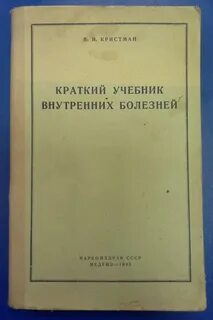 КРИСТМАН
КРАТКИЙ УЧЕБНИК
ВНУТРЕННИХ БОЛЕЗНЕЙ
НАРКОМЗДРАВ СССР
МЕДГИЗ